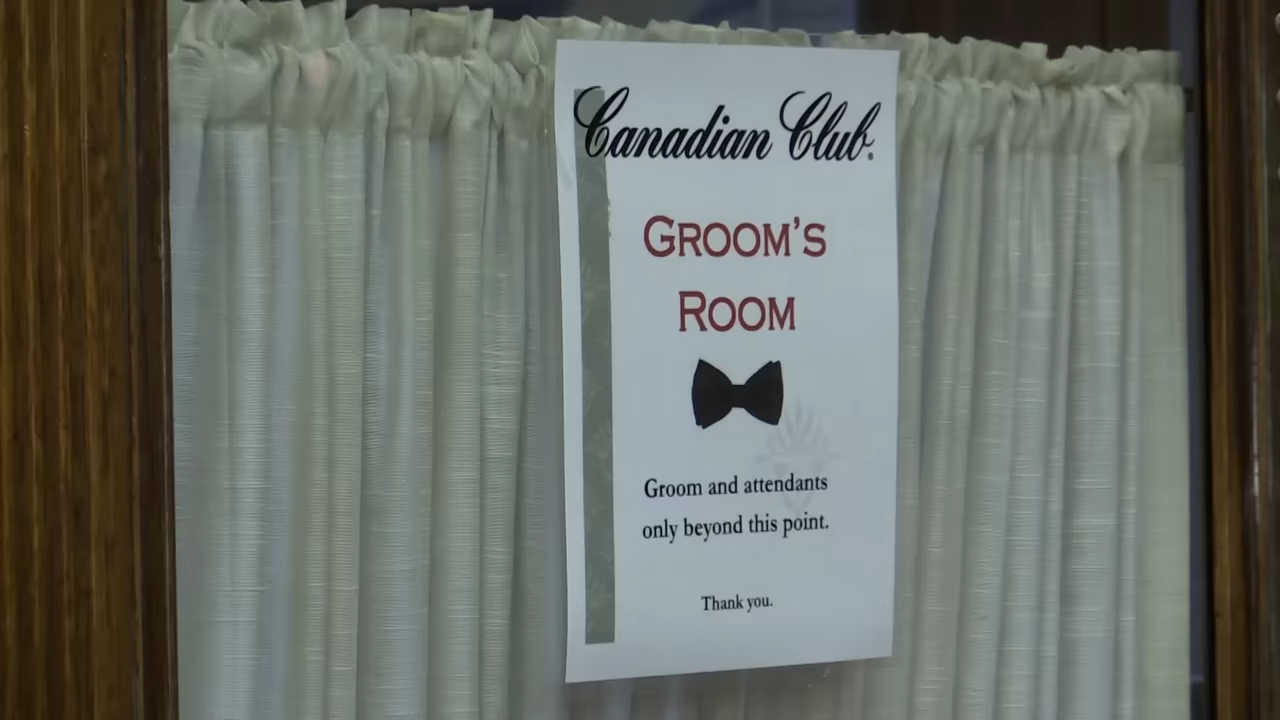 Canadian Club®
GROOM'S
ROOM
Groom and attendants
only beyond this point.
Thank you.